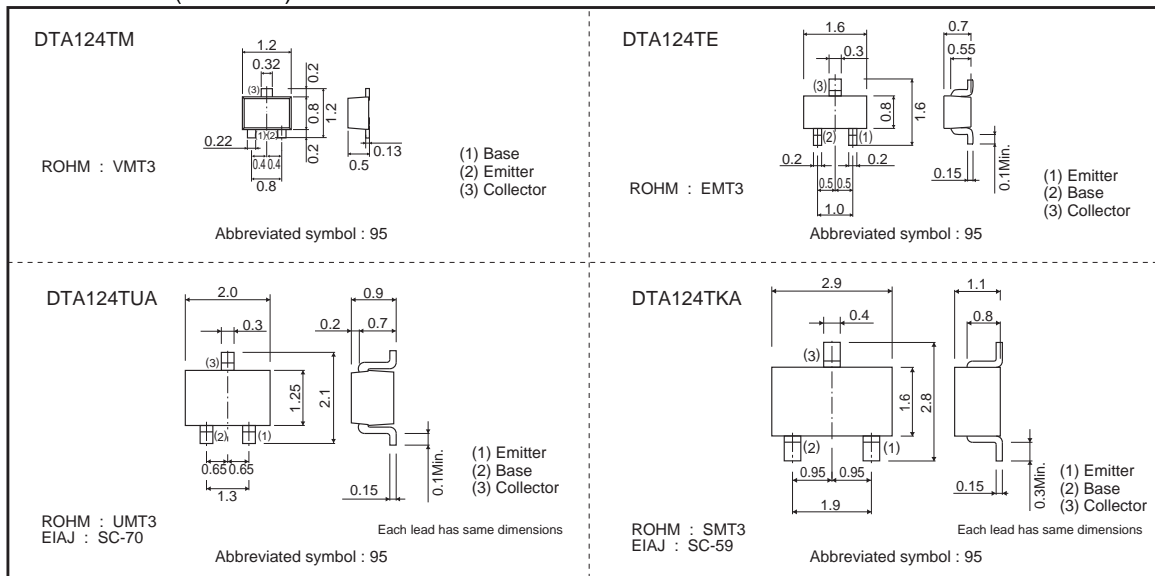 DTA124TM
1.2
0.32
0.2
(3)
0.8
1.2
(1)
(2)
0.22
0.4
0.4
0.2
0.8
0.5
0.13
ROHM : VMT3
(1) Base
(2) Emitter
(3) Collector
Abbreviated symbol : 95
DTA124TE
1.6
0.3
0.7
0.55
(3)
0.8
1.6
(2)
(1)
0.2
0.2
0.5
0.5
1.0
0.15
0.1Min.
ROHM : EMT3
(1) Emitter
(2) Base
(3) Collector
Abbreviated symbol : 95
DTA124TUA
2.0
0.3
0.9
0.2
0.7
(3)
1.25
2.1
(2)
(1)
0.65
0.65
1.3
0.15
0.1Min.
(1) Emitter
(2) Base
(3) Collector
ROHM : UMT3
EIAJ : SC-70
Each lead has same dimensions
Abbreviated symbol : 95
DTA124TKA
2.9
0.4
1.1
0.8
(3)
1.6
2.8
(2)
(1)
0.95
0.95
1.9
0.15
0.3Min.
(1) Emitter
(2) Base
(3) Collector
ROHM : SMT3
EIAJ : SC-59
Each lead has same dimensions
Abbreviated symbol : 95